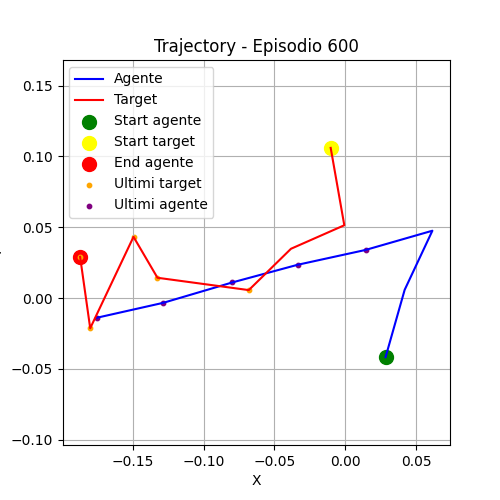 Trajectory - Episodio 600
Agente
Target
Start agente
Start target
End agente
Ultimi target
Ultimi agente
0.15
0.10
0.05
0.00
−0.05
−0.10
−0.15
−0.10
−0.05
0.00
0.05
X